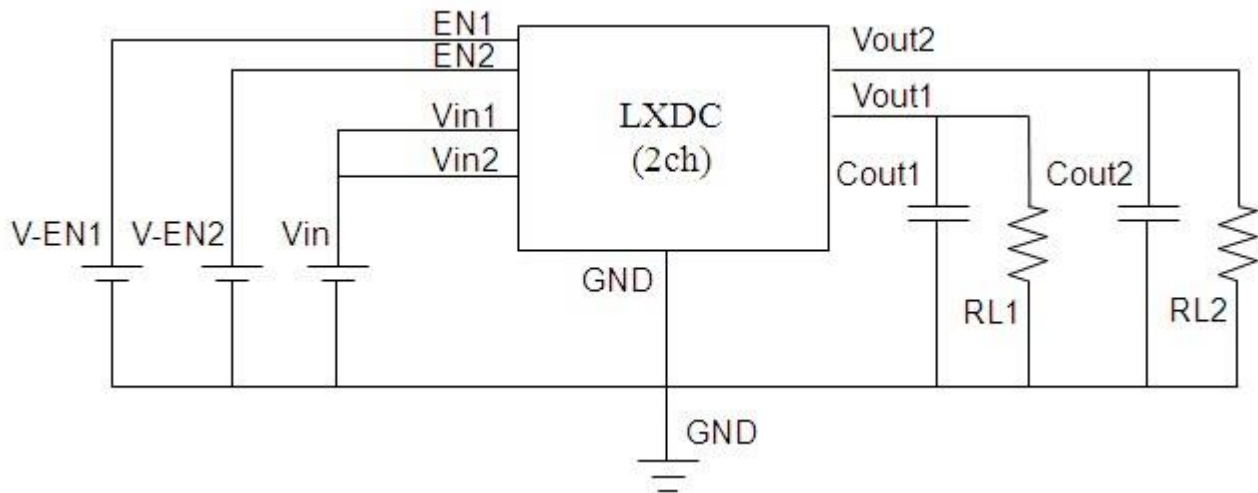 EN1
EN2
Vin1
Vin2
V-EN1
V-EN2
Vin
LXDC
(2ch)
GND
Vout2
Vout1
Cout1
Cout2
RL1
RL2
GND